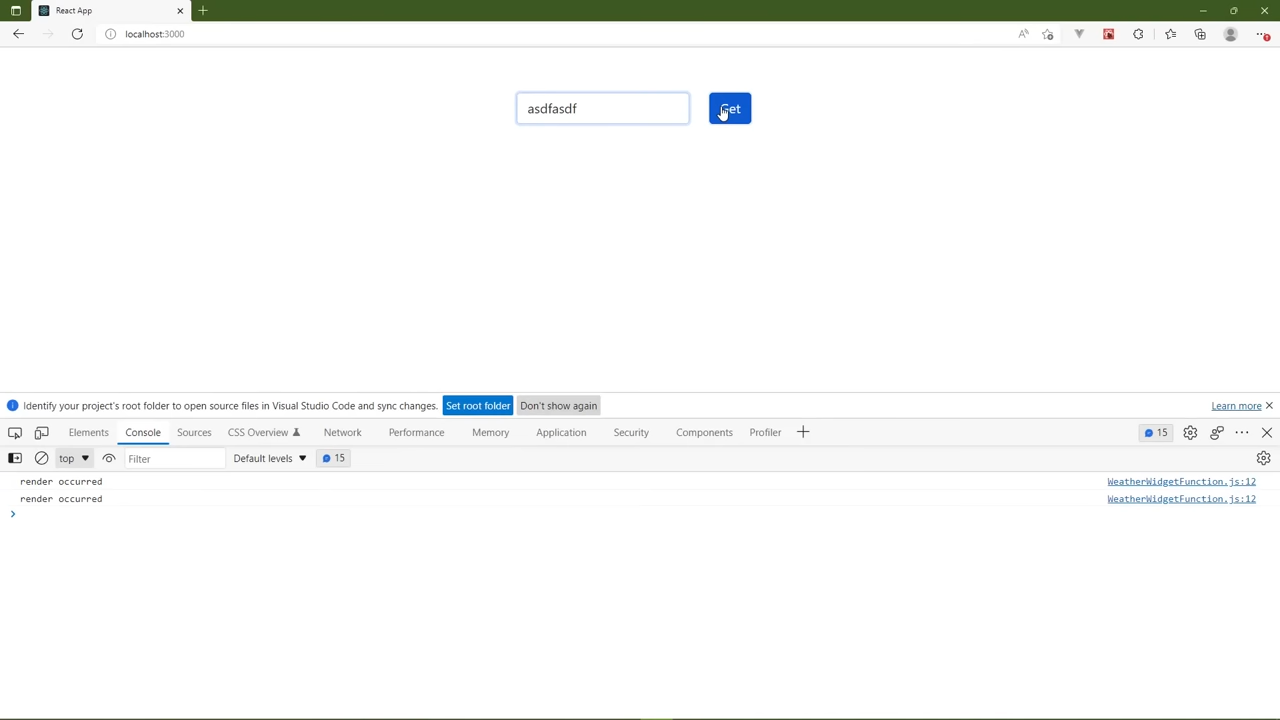 React App
localhost:3000
asdfasdf
Get
Identify your project's root folder to open source files in Visual Studio Code and sync changes. Set root folder Don't show again Learn more
Elements Console Sources CSS Overview Network Performance Memory Application Security Components Profiler 15
top Filter Default levels 15
render occurred WeatherWidgetFunction.js:12
render occurred WeatherWidgetFunction.js:12